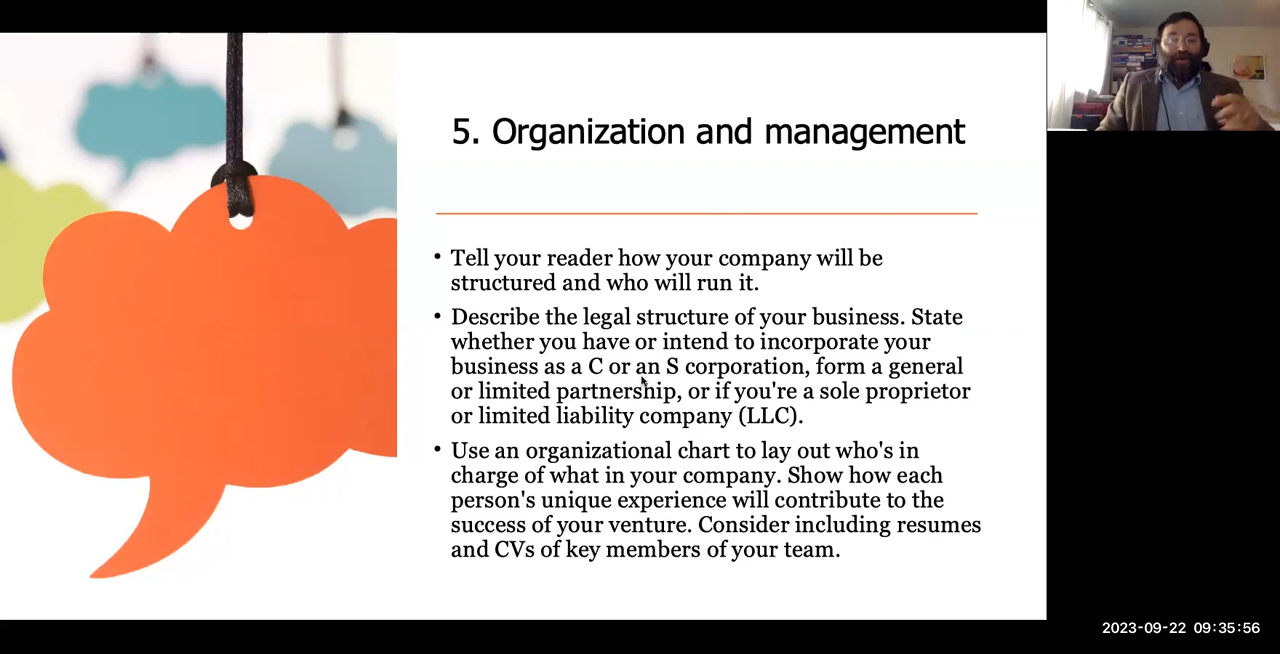 5. Organization and management
• Tell your reader how your company will be
structured and who will run it.
• Describe the legal structure of your business. State
whether you have or intend to incorporate your
business as a C or an S corporation, form a general
or limited partnership, or if you're a sole proprietor
or limited liability company (LLC).
• Use an organizational chart to lay out who's in
charge of what in your company. Show how each
person's unique experience will contribute to the
success of your venture. Consider including resumes
and CVs of key members of your team.
2023-09-22 09:35:56